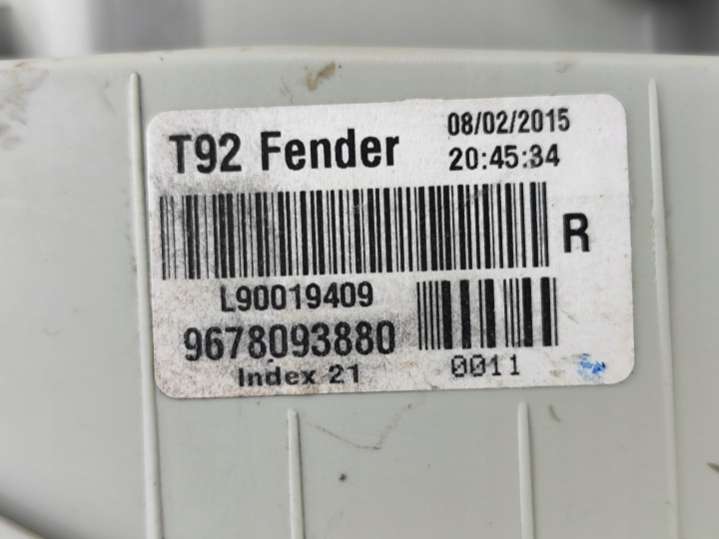 T92 Fender
08/02/2015
20:45:34
R
L90019409
9678093880
Index 21
0011